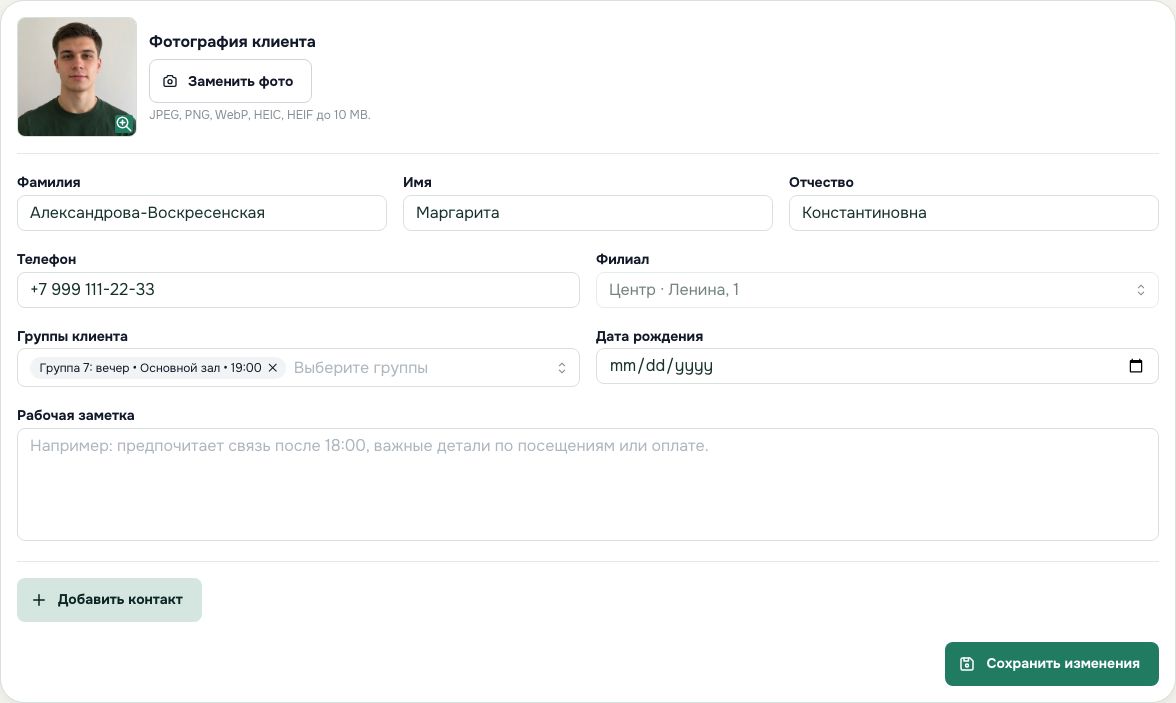 Фотография клиента
Заменить фото
JPEG, PNG, WebP, HEIC, HEIF до 10 MB.
Фамилия Имя Отчество
Александрова-Воскресенская Маргарита Константиновна
Телефон Филиал
+7 999 111-22-33 Центр · Ленина, 1
Группы клиента Дата рождения
Группа 7: вечер • Основной зал • 19:00 Выберите группы mm/dd/yyyy
Рабочая заметка
Например: предпочитает связь после 18:00, важные детали по посещениям или оплате.
Добавить контакт
Сохранить изменения